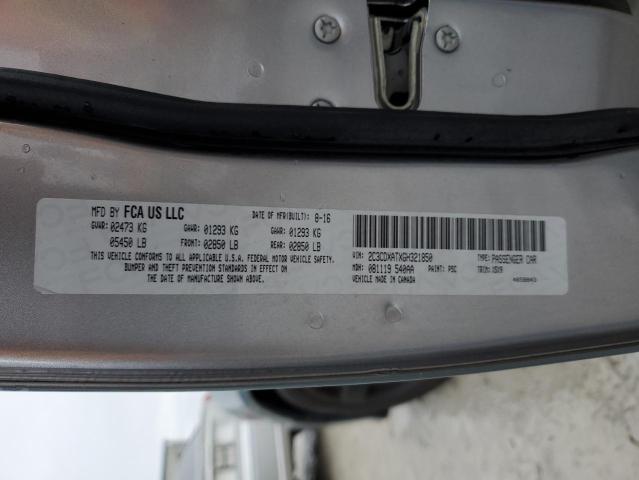 MFD BY FCA US LLC DATE OF MFR(BUILT): 8-16
GVWR: 02473 KG GAWR: 01293 KG GAWR: 01293 KG
05450 LB FRONT: 02850 LB REAR: 02850 LB
THIS VEHICLE CONFORMS TO ALL APPLICABLE U.S.A. FEDERAL MOTOR VEHICLE SAFETY,
BUMPER AND THEFT PREVENTION STANDARDS IN EFFECT ON
THE DATE OF MANUFACTURE SHOWN ABOVE.
VIN: 2C3CDXATXGH321850 TYPE: PASSENGER CAR
MDH: 081119 540AA PAINT: PSC TRIM: X5X9
VEHICLE MADE IN CANADA